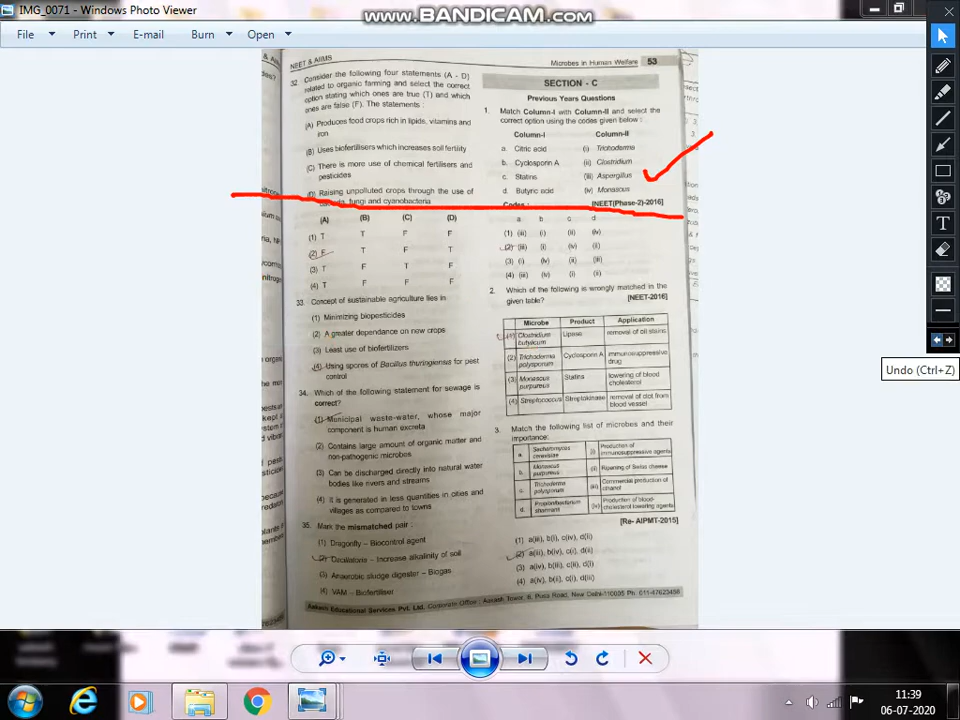 IMG_0071 - Windows Photo Viewer
www.BANDICAM.com
File Print E-mail Burn Open
NEET & AIIMS
32. Consider the following four statements (A - D)
related to organic farming and select the correct
option stating which ones are true (T) and which
ones are false (F). The statements :
(A) Produces food crops rich in lipids, vitamins and
iron
(B) Uses biofertilisers which increases soil fertility
(C) There is more use of chemical fertilisers and
pesticides
(D) Raising unpolluted crops through the use of
fungi and cyanobacteria
(A) (B) (C) (D)
(1) T T F F
(2) F T F T
(3) T F T F
(4) T F F F
33. Concept of sustainable agriculture lies in
(1) Minimizing biopesticides
(2) A greater dependance on new crops
(3) Least use of biofertilizers
(4) Using spores of Bacillus thuringiensis for pest
control
34. Which of the following statement for sewage is
correct?
(1) Municipal waste-water, whose major
component is human excreta
(2) Contains large amount of organic matter and
non-pathogenic microbes
(3) Can be discharged directly into natural water
bodies like rivers and streams
(4) It is generated in less quantities in cities and
villages as compared to towns
35. Mark the mismatched pair :
(1) Dragonfly – Biocontrol agent
(2) Oscillatoria – Increase alkalinity of soil
(3) Anaerobic sludge digester – Biogas
(4) VAM – Biofertiliser
Microbes in Human Welfare 53
SECTION - C
Previous Years Questions
1. Match Column-I with Column-II and select the
correct option using the codes given below :
Column-I Column-II
a. Citric acid (i) Trichoderma
b. Cyclosporin A (ii) Clostridium
c. Statins (iii) Aspergillus
d. Butyric acid (iv) Monascus
Codes : [NEET(Phase-2)-2016]
a b c d
(1) (iii) (i) (ii) (iv)
(2) (iii) (i) (iv) (ii)
(3) (i) (iv) (ii) (iii)
(4) (iii) (iv) (i) (ii)
2. Which of the following is wrongly matched in the
given table?
[NEET-2016]
Microbe Product Application
(1) Clostridium butylicum Lipase removal of oil stains
(2) Trichoderma polysporum Cyclosporin A immunosuppressive drug
(3) Monascus purpureus Statins lowering of blood cholesterol
(4) Streptococcus Streptokinase removal of clot from blood vessel
3. Match the following list of microbes and their
importance:
a. Saccharomyces cerevisiae (i) Production of immunosuppressive agents
b. Monascus purpureus (ii) Ripening of Swiss cheese
c. Trichoderma polysporum (iii) Commercial production of ethanol
d. Propionibacterium sharmanii (iv) Production of blood-cholesterol lowering agents
[Re- AIPMT-2015]
(1) a(iii), b(i), c(iv), d(ii)
(2) a(iii), b(iv), c(i), d(ii)
(3) a(iv), b(iii), c(ii), d(i)
(4) a(iv), b(ii), c(i), d(iii)
Aakash Educational Services Pvt. Ltd. Corporate Office : Aakash Tower, 8, Pusa Road, New Delhi-110005 Ph. 011-47623456
Undo (Ctrl+Z)
11:39
06-07-2020